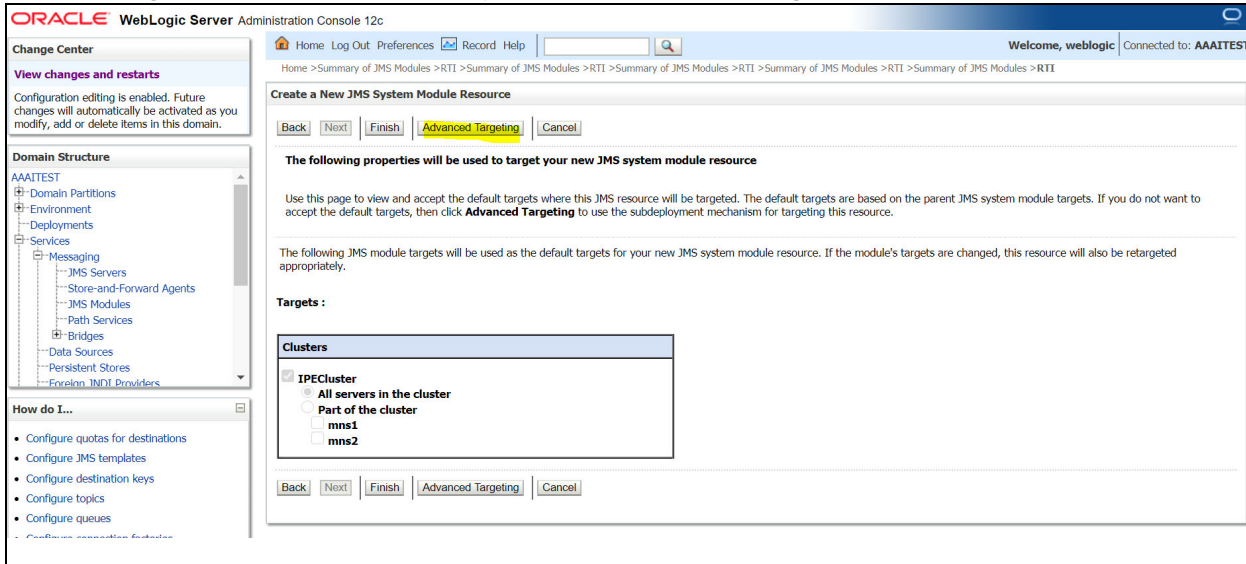 ORACLE WebLogic Server Administration Console 12c
Change Center
View changes and restarts
Configuration editing is enabled. Future
changes will automatically be activated as you
modify, add or delete items in this domain.
Domain Structure
AAAITEST
Domain Partitions
Environment
Deployments
Services
Messaging
JMS Servers
Store-and-Forward Agents
JMS Modules
Path Services
Bridges
Data Sources
Persistent Stores
Foreign JNDI Providers
How do I...
• Configure quotas for destinations
• Configure JMS templates
• Configure destination keys
• Configure topics
• Configure queues
• Configure connection factories
Home Log Out Preferences Record Help
Welcome, weblogic Connected to: AAAITEST
Home >Summary of JMS Modules >RTI >Summary of JMS Modules >RTI >Summary of JMS Modules >RTI >Summary of JMS Modules >RTI >Summary of JMS Modules >RTI
Create a New JMS System Module Resource
Back Next Finish Advanced Targeting Cancel
The following properties will be used to target your new JMS system module resource
Use this page to view and accept the default targets where this JMS resource will be targeted. The default targets are based on the parent JMS system module targets. If you do not want to
accept the default targets, then click Advanced Targeting to use the subdeployment mechanism for targeting this resource.
The following JMS module targets will be used as the default targets for your new JMS system module resource. If the module's targets are changed, this resource will also be retargeted
appropriately.
Targets :
Clusters
IPECluster
All servers in the cluster
Part of the cluster
mns1
mns2
Back Next Finish Advanced Targeting Cancel